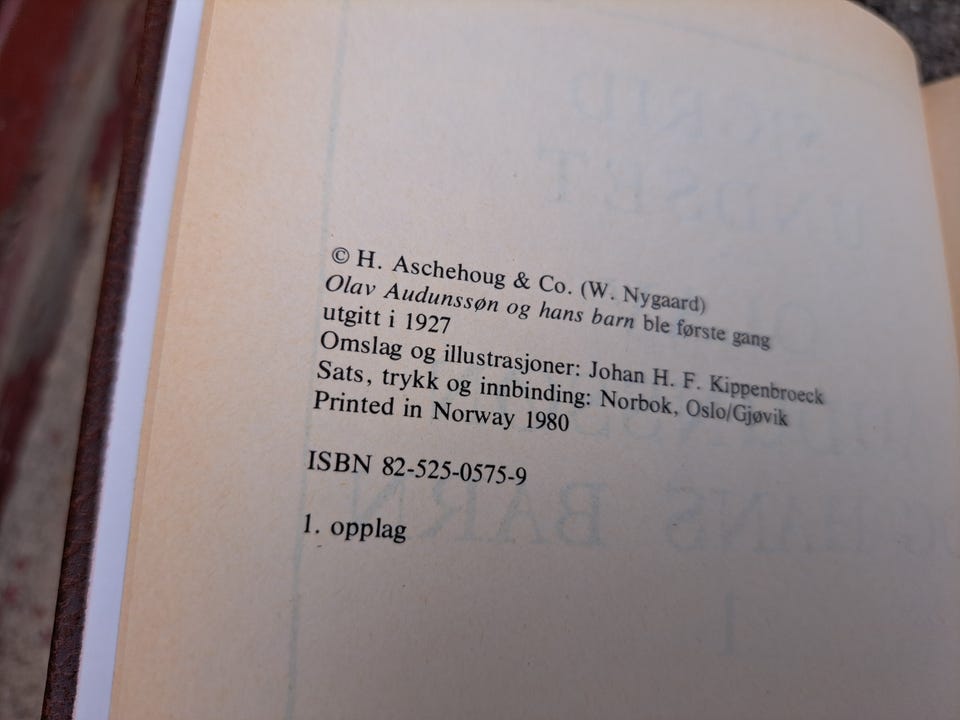 © H. Aschehoug & Co. (W. Nygaard)
Olav Audunssøn og hans barn ble første gang
utgitt i 1927
Omslag og illustrasjoner: Johan H. F. Kippenbroeck
Sats, trykk og innbinding: Norbok, Oslo/Gjøvik
Printed in Norway 1980
ISBN 82-525-0575-9
1. opplag